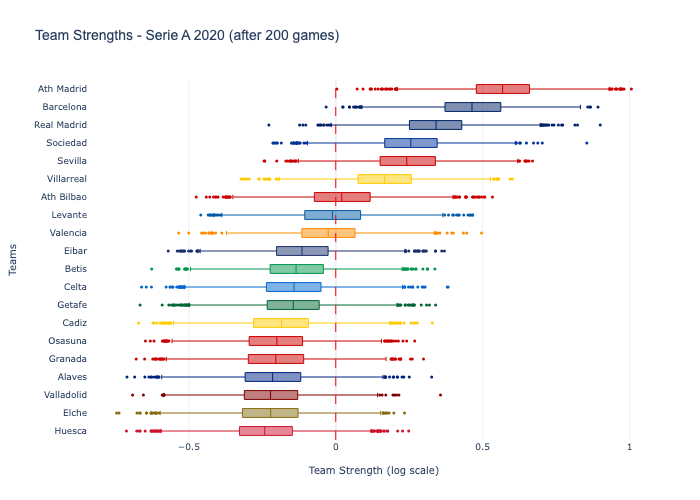 Team Strengths - Serie A 2020 (after 200 games)
Ath Madrid
Barcelona
Real Madrid
Sociedad
Sevilla
Villarreal
Ath Bilbao
Levante
Valencia
Eibar
Betis
Celta
Getafe
Cadiz
Osasuna
Granada
Alaves
Valladolid
Elche
Huesca
Teams
−0.5 0 0.5 1
Team Strength (log scale)